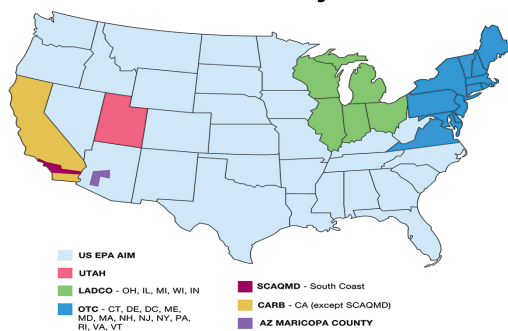 US EPA AIM
UTAH
LADCO - OH, IL, MI, WI, IN
OTC - CT, DE, DC, ME,
MD, MA, NH, NJ, NY, PA,
RI, VA, VT
SCAQMD - South Coast
CARB - CA (except SCAQMD)
AZ MARICOPA COUNTY